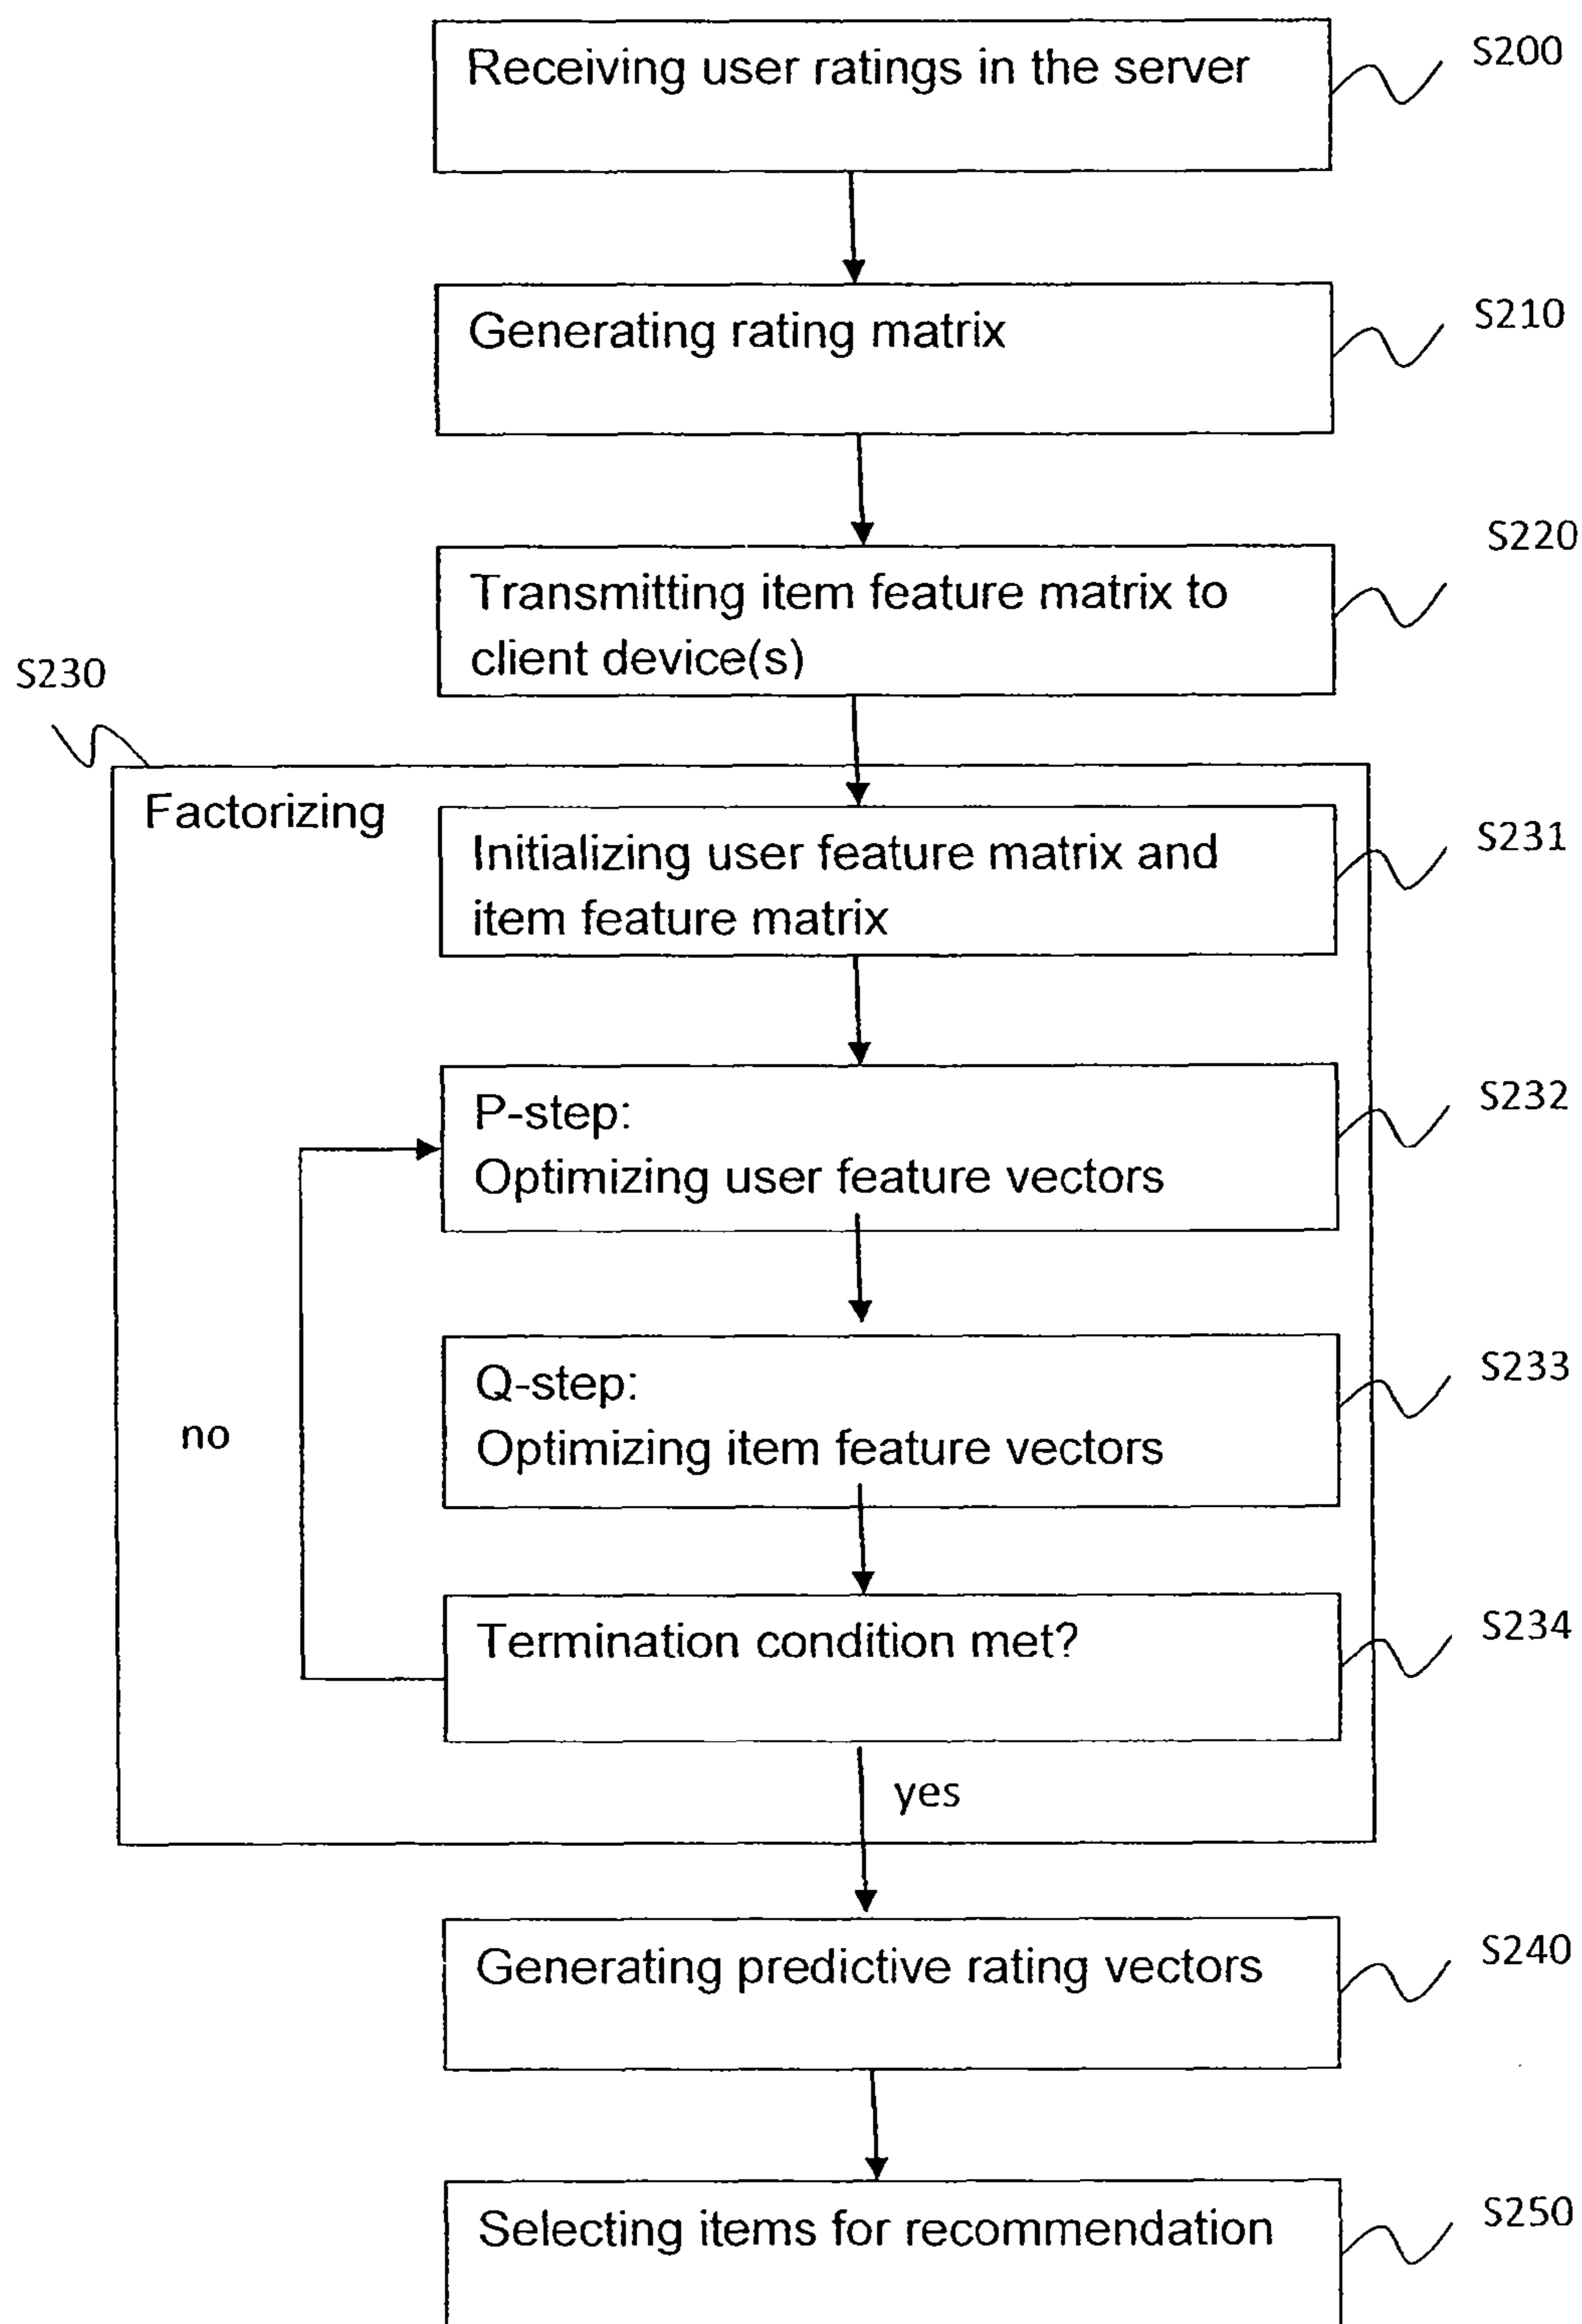 Receiving user ratings in the server
S200
Generating rating matrix
S210
Transmitting item feature matrix to
client device(s)
S220
S230
Factorizing
Initializing user feature matrix and
item feature matrix
S231
P-step:
Optimizing user feature vectors
S232
Q-step:
Optimizing item feature vectors
S233
no
Termination condition met?
S234
yes
Generating predictive rating vectors
S240
Selecting items for recommendation
S250